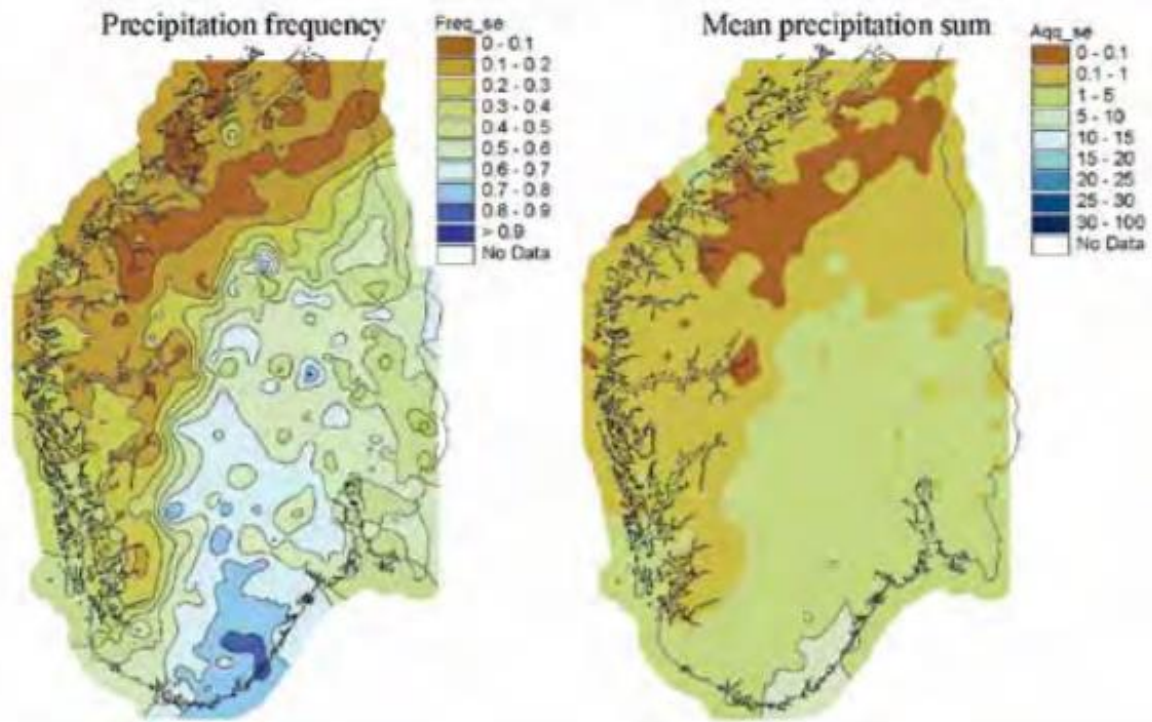 Precipitation frequency
Freq_se
0 - 0.1
0.1 - 0.2
0.2 - 0.3
0.3 - 0.4
0.4 - 0.5
0.5 - 0.6
0.6 - 0.7
0.7 - 0.8
0.8 - 0.9
> 0.9
No Data
Mean precipitation sum
Aqs_se
0 - 0.1
0.1 - 1
1 - 5
5 - 10
10 - 15
15 - 20
20 - 25
25 - 30
30 - 100
No Data